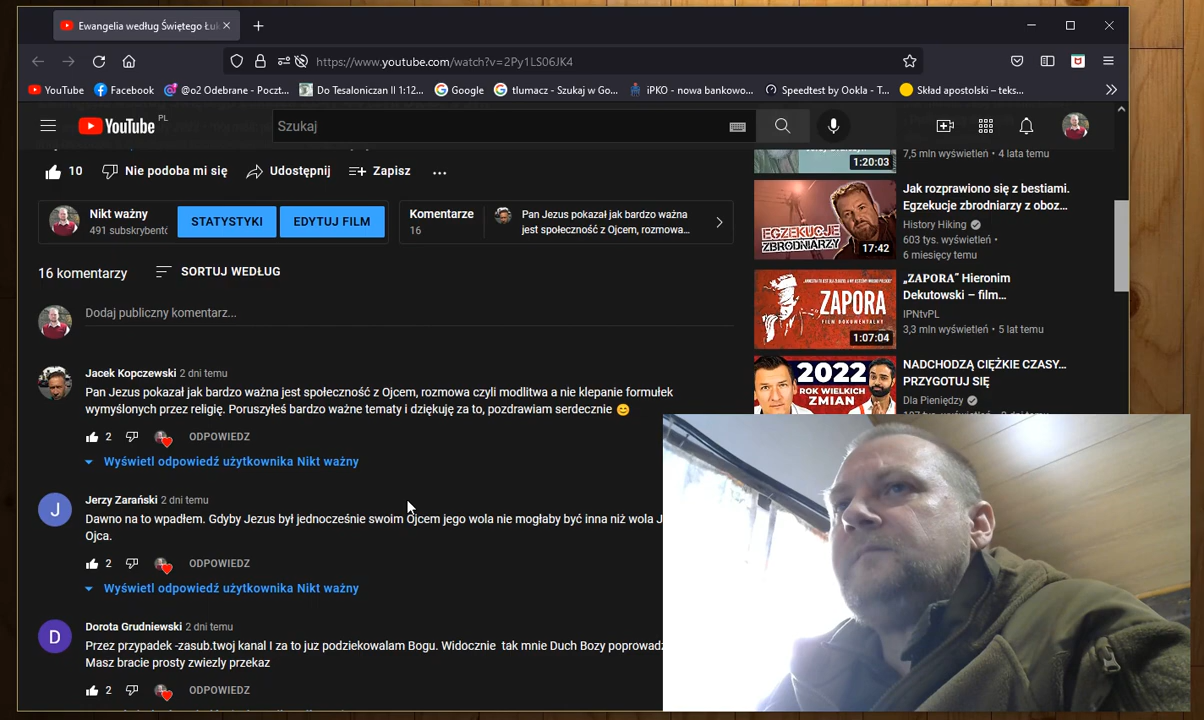 Ewangelia według Świętego Łuk
https://www.youtube.com/watch?v=2Py1LS06JK4
YouTube
Facebook
@o2 Odebrane - Poczt...
Do Tesaloniczan II 1:12...
Google
tłumacz - Szukaj w Go...
iPKO - nowa bankowo...
Speedtest by Ookla - T...
Skład apostolski – teks...
YouTube PL
Szukaj
10
Nie podoba mi się
Udostępnij
Zapisz
Nikt ważny
491 subskrybentó
STATYSTYKI
EDYTUJ FILM
Komentarze
16
Pan Jezus pokazał jak bardzo ważna
jest społeczność z Ojcem, rozmowa...
16 komentarzy
SORTUJ WEDŁUG
Dodaj publiczny komentarz...
Jacek Kopczewski 2 dni temu
Pan Jezus pokazał jak bardzo ważna jest społeczność z Ojcem, rozmowa czyli modlitwa a nie klepanie formułek
wymyślonych przez religię. Poruszyłeś bardzo ważne tematy i dziękuję za to, pozdrawiam serdecznie 😊
2
ODPOWIEDZ
Wyświetl odpowiedź użytkownika Nikt ważny
J
Jerzy Zarański 2 dni temu
Dawno na to wpadłem. Gdyby Jezus był jednocześnie swoim Ojcem jego wola nie mogłaby być inna niż wola J
Ojca.
2
ODPOWIEDZ
Wyświetl odpowiedź użytkownika Nikt ważny
D
Dorota Grudniewski 2 dni temu
Przez przypadek -zasub.twoj kanal I za to juz podziekowalam Bogu. Widocznie tak mnie Duch Bozy poprowadz
Masz bracie prosty zwiezly przekaz
2
ODPOWIEDZ
1:20:03
7,5 mln wyświetleń • 4 lata temu
EGZEKUCJE
ZBRODNIARZY
17:42
Jak rozprawiono się z bestiami.
Egzekucje zbrodniarzy z oboz...
History Hiking
603 tys. wyświetleń •
6 miesięcy temu
ZAPORA
FILM DOKUMENTALNY
1:07:04
„ZAPORA” Hieronim
Dekutowski – film...
IPNtvPL
3,3 mln wyświetleń • 5 lat temu
2022
ROK WIELKICH
ZMIAN
NADCHODZĄ CIĘŻKIE CZASY...
PRZYGOTUJ SIĘ
Dla Pieniędzy